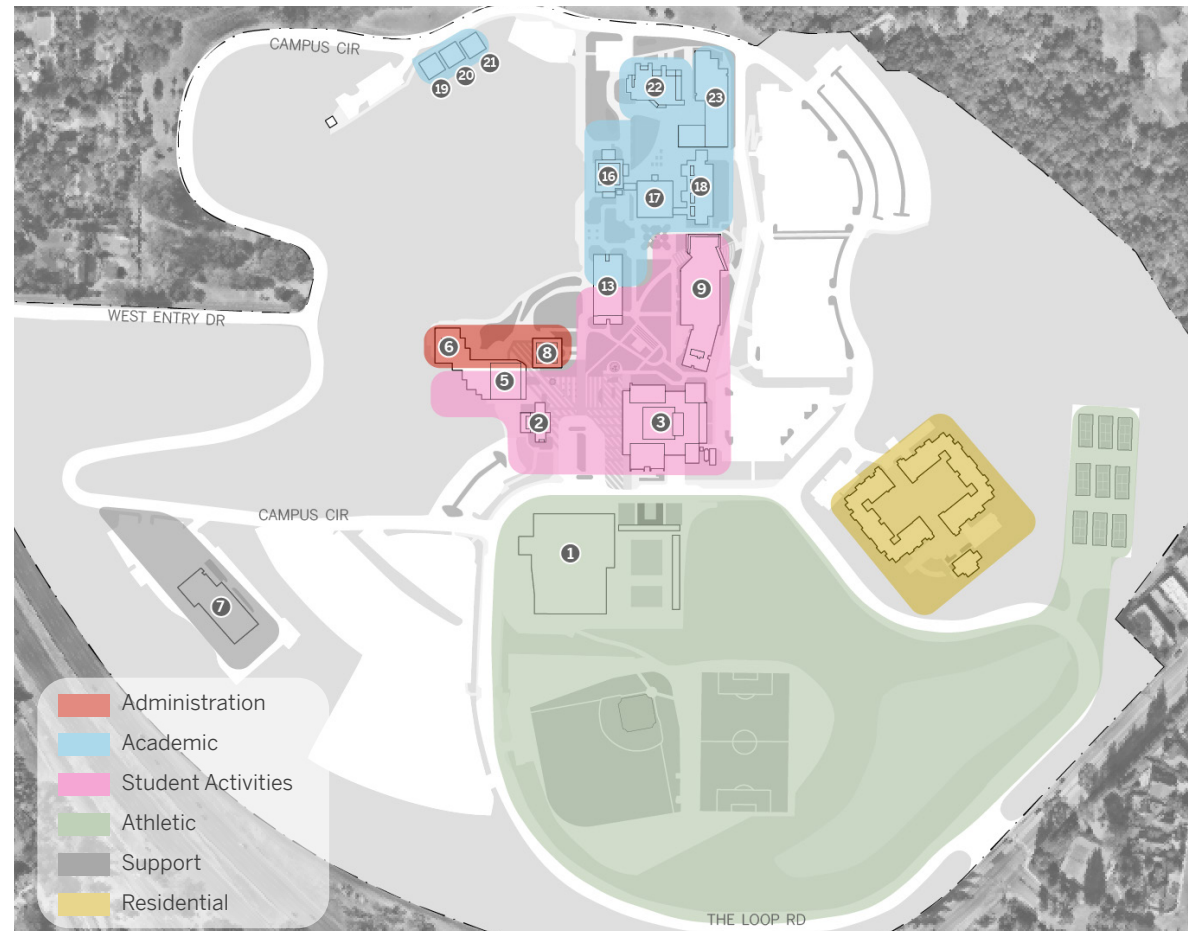 CAMPUS CIR
21
20
19
22
23
16
18
17
13
9
WEST ENTRY DR
6
8
5
2
3
CAMPUS CIR
1
7
Administration
Academic
Student Activities
Athletic
Support
Residential
THE LOOP RD